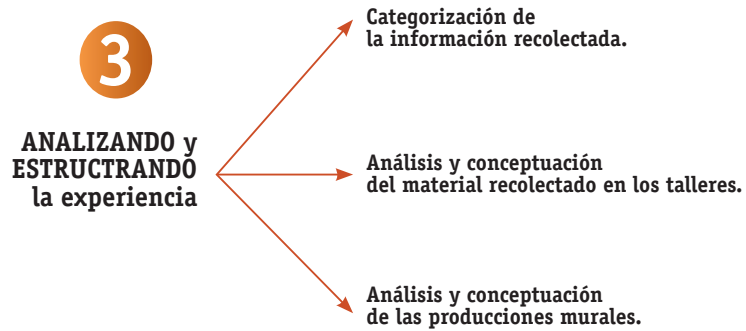 3
ANALIZANDO y
ESTRUCTRANDO
la experiencia
Categorización de
la información recolectada.
Análisis y conceptuación
del material recolectado en los talleres.
Análisis y conceptuación
de las producciones murales.